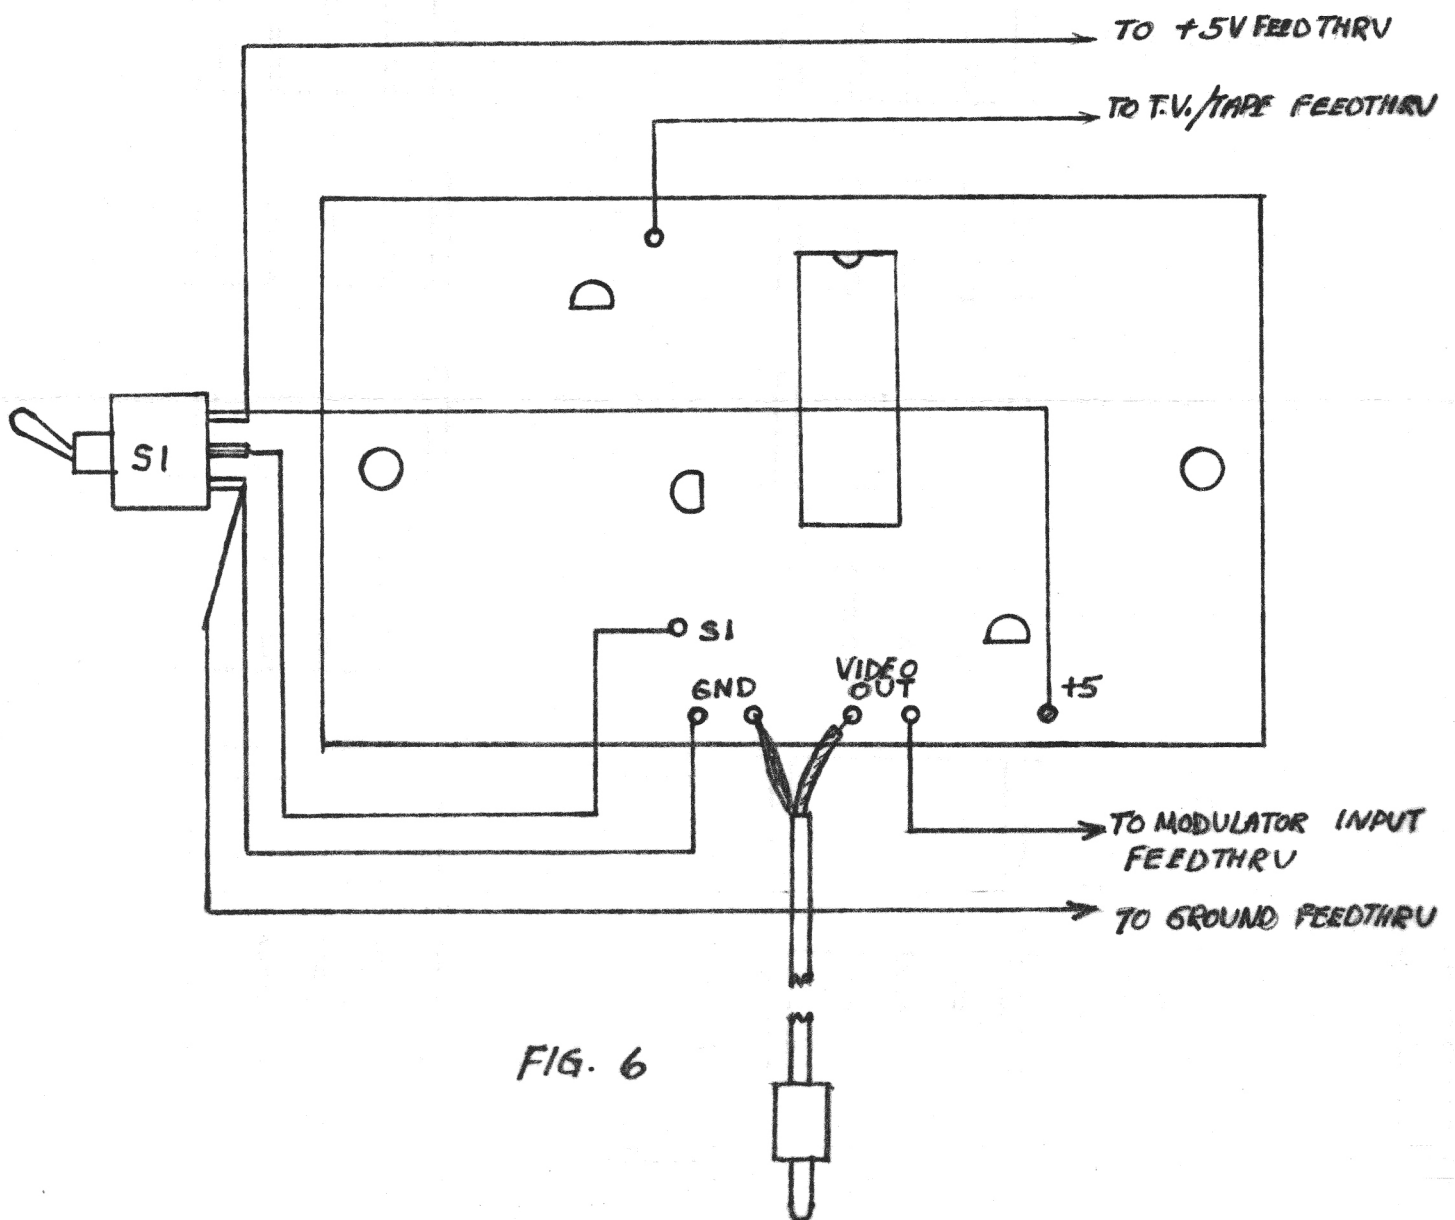 TO +5V FEEDTHRU
TO T.V./TAPE FEEDTHRU
S1
S1
GND
VIDEO
OUT
+5
TO MODULATOR INPUT
FEEDTHRU
TO GROUND FEEDTHRU
FIG. 6